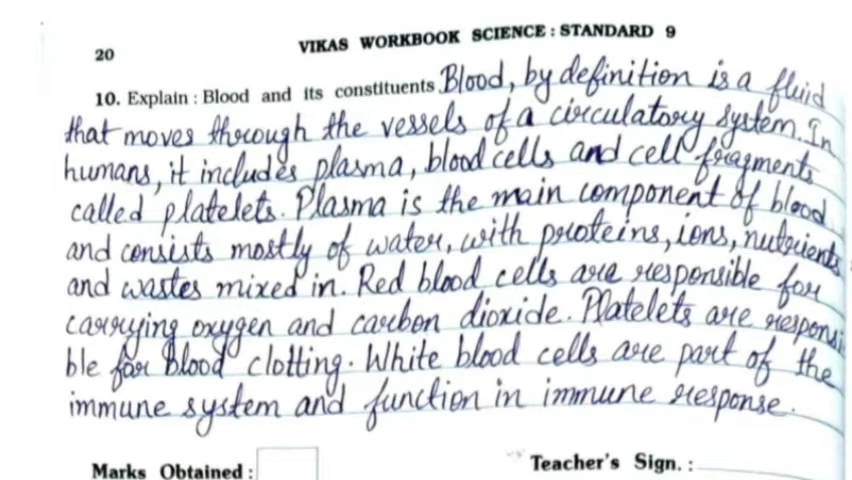 20
VIKAS WORKBOOK SCIENCE : STANDARD 9
10. Explain : Blood and its constituents Blood, by definition is a fluid
that moves through the vessels of a circulatory system. In
humans, it includes plasma, blood cells and cell fragments
called platelets. Plasma is the main component of blood
and consists mostly of water, with proteins, ions, nutrients
and wastes mixed in. Red blood cells are responsible for
carrying oxygen and carbon dioxide. Platelets are responsi
ble for blood clotting. White blood cells are part of the
immune system and function in immune response.
Marks Obtained :
Teacher's Sign. :